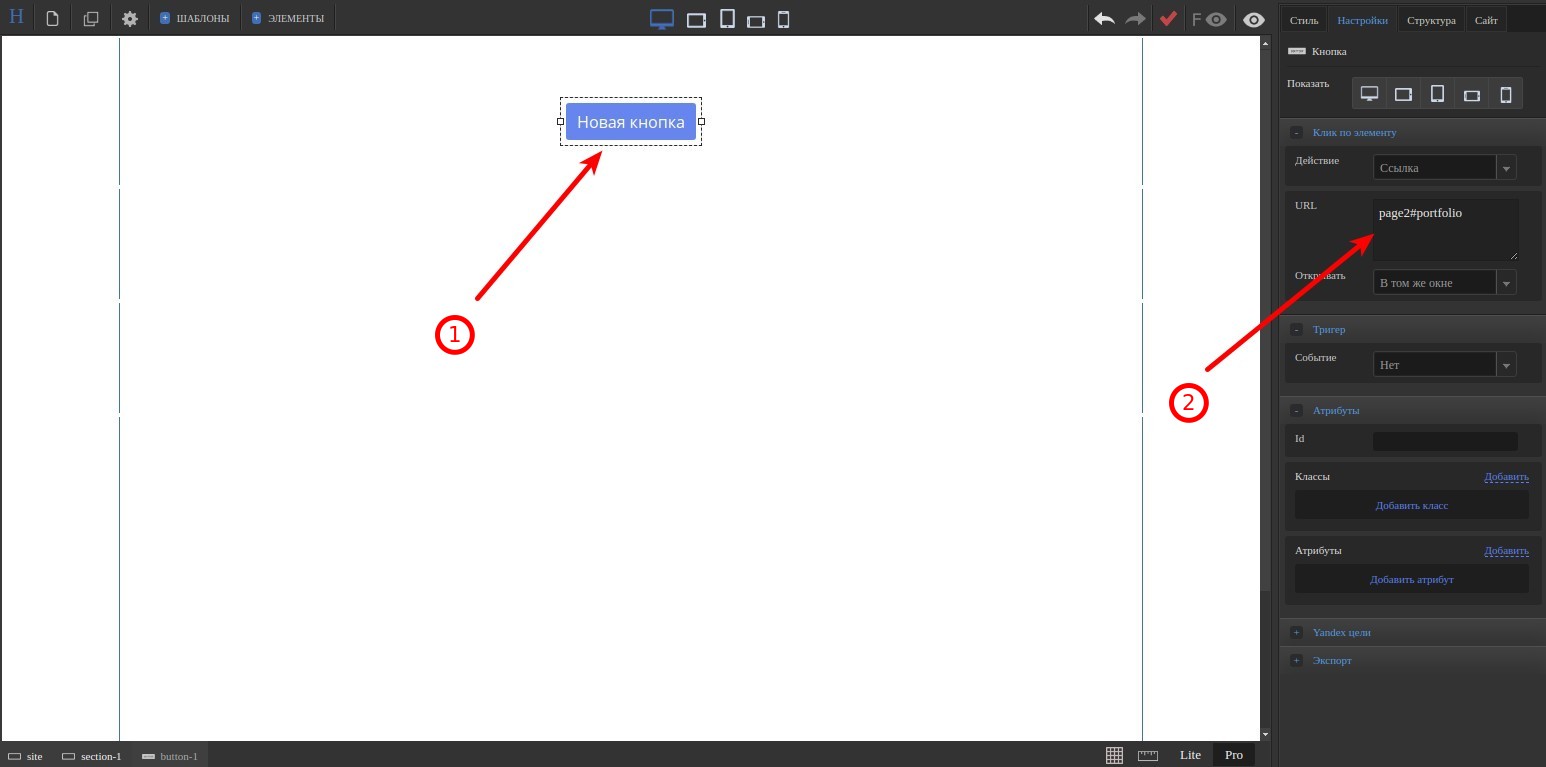 H
ШАБЛОНЫ
ЭЛЕМЕНТЫ
F
Стиль Настройки Структура Сайт
Кнопка
Показать
Новая кнопка
1
2
Клик по элементу
Действие Ссылка
URL page2#portfolio
Открывать В том же окне
Тригер
Событие Нет
Атрибуты
Id
Классы Добавить
Добавить класс
Атрибуты Добавить
Добавить атрибут
Yandex цели
Экспорт
site section-1 button-1
Lite Pro